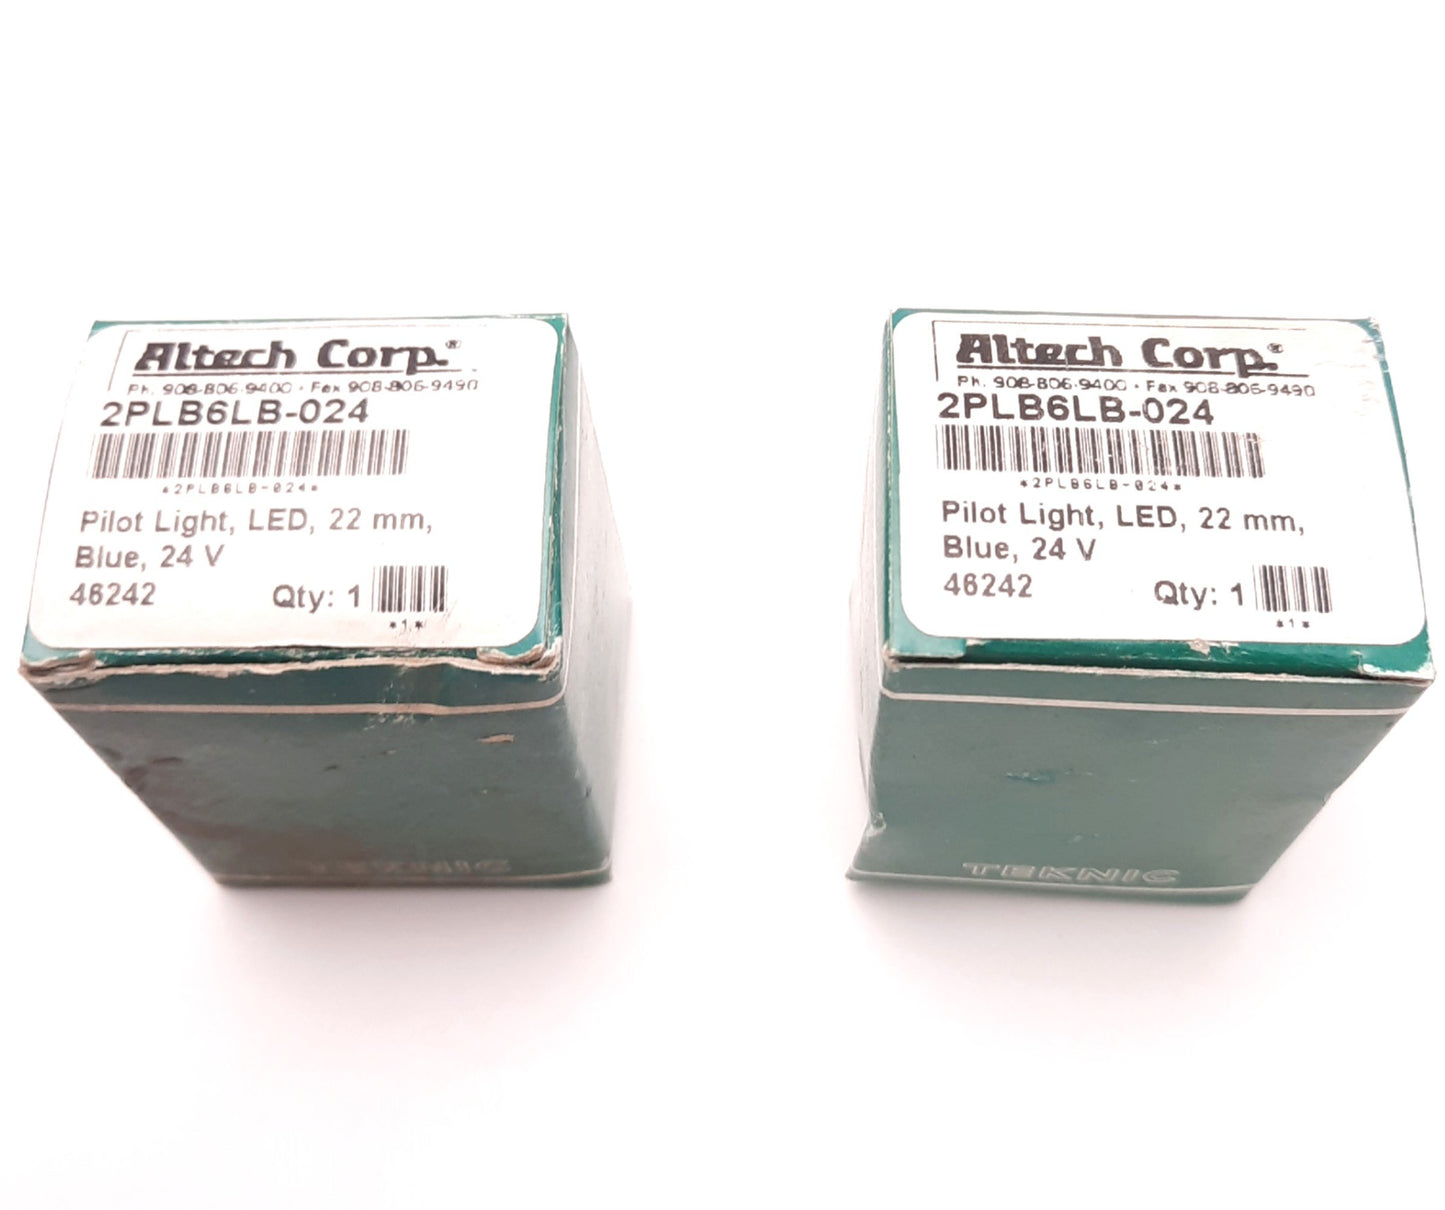 Altech Corp.®
Ph. 908-806-9400 • Fax 908-806-9490
2PLB6LB-024
*2PLB6LB-024*
Pilot Light, LED, 22 mm,
Blue, 24 V
46242 Qty: 1
*1*
TEKNIC
Altech Corp.®
Ph. 908-806-9400 • Fax 908-806-9490
2PLB6LB-024
*2PLB6LB-024*
Pilot Light, LED, 22 mm,
Blue, 24 V
46242 Qty: 1
*1*
TEKNIC